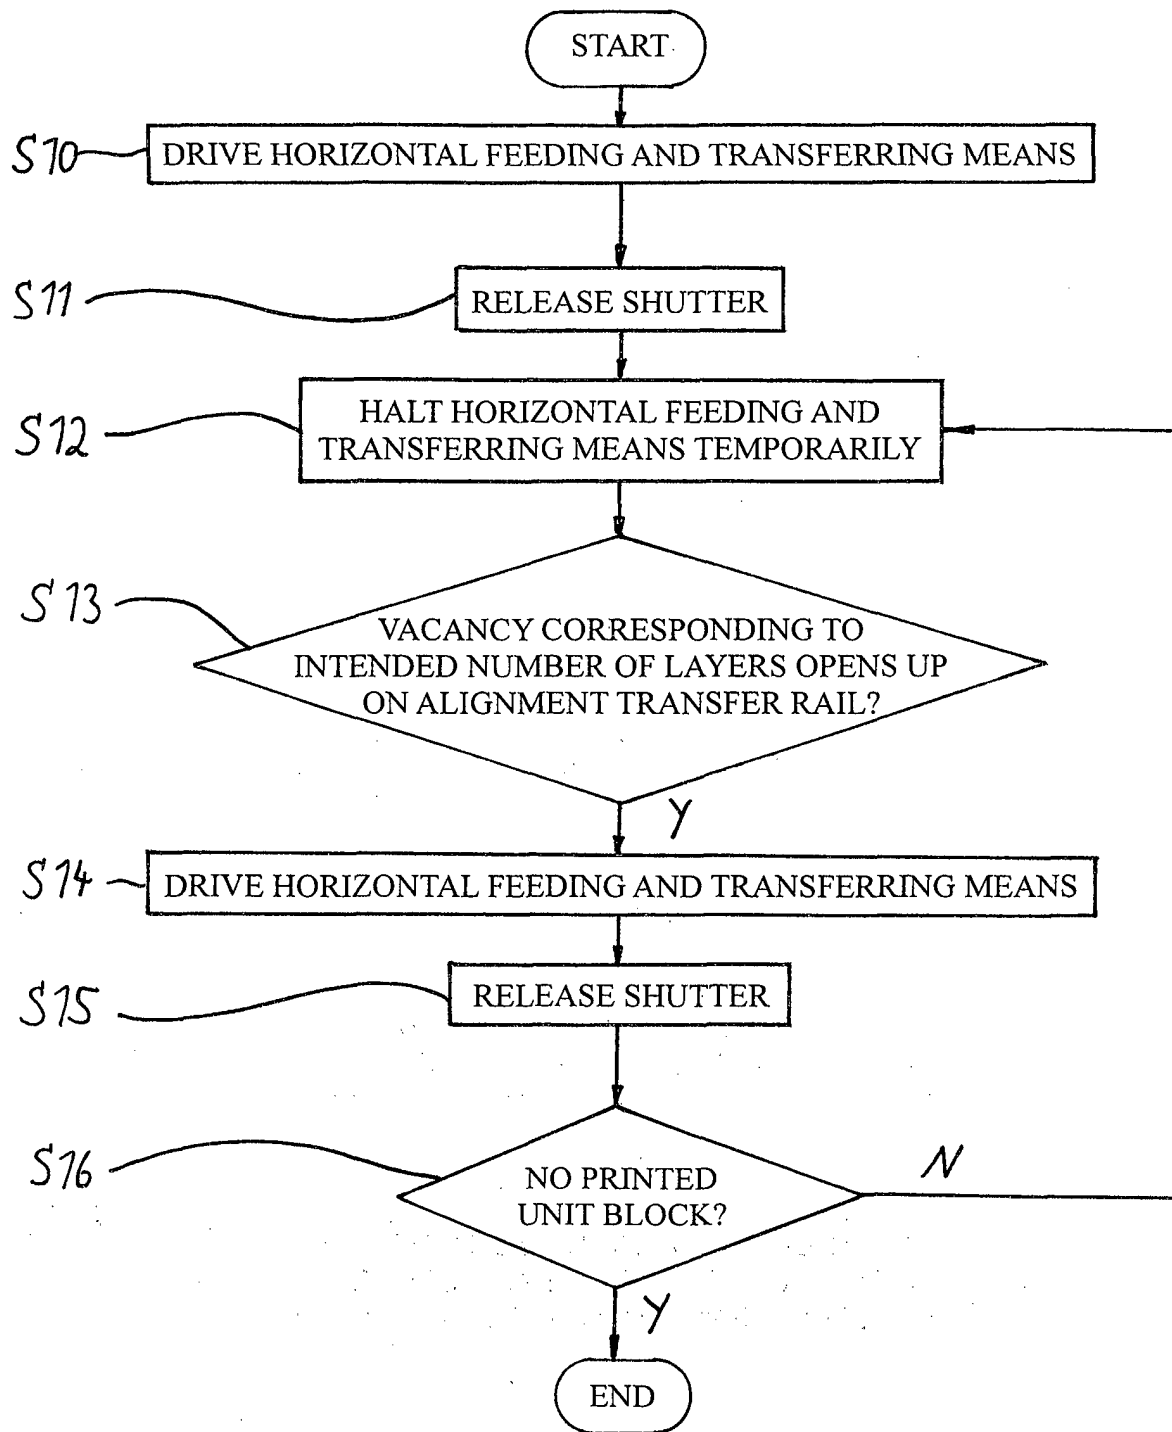 START
S10
DRIVE HORIZONTAL FEEDING AND TRANSFERRING MEANS
S11
RELEASE SHUTTER
S12
HALT HORIZONTAL FEEDING AND
TRANSFERRING MEANS TEMPORARILY
S13
VACANCY CORRESPONDING TO
INTENDED NUMBER OF LAYERS OPENS UP
ON ALIGNMENT TRANSFER RAIL?
Y
S14
DRIVE HORIZONTAL FEEDING AND TRANSFERRING MEANS
S15
RELEASE SHUTTER
S16
NO PRINTED
UNIT BLOCK?
N
Y
END